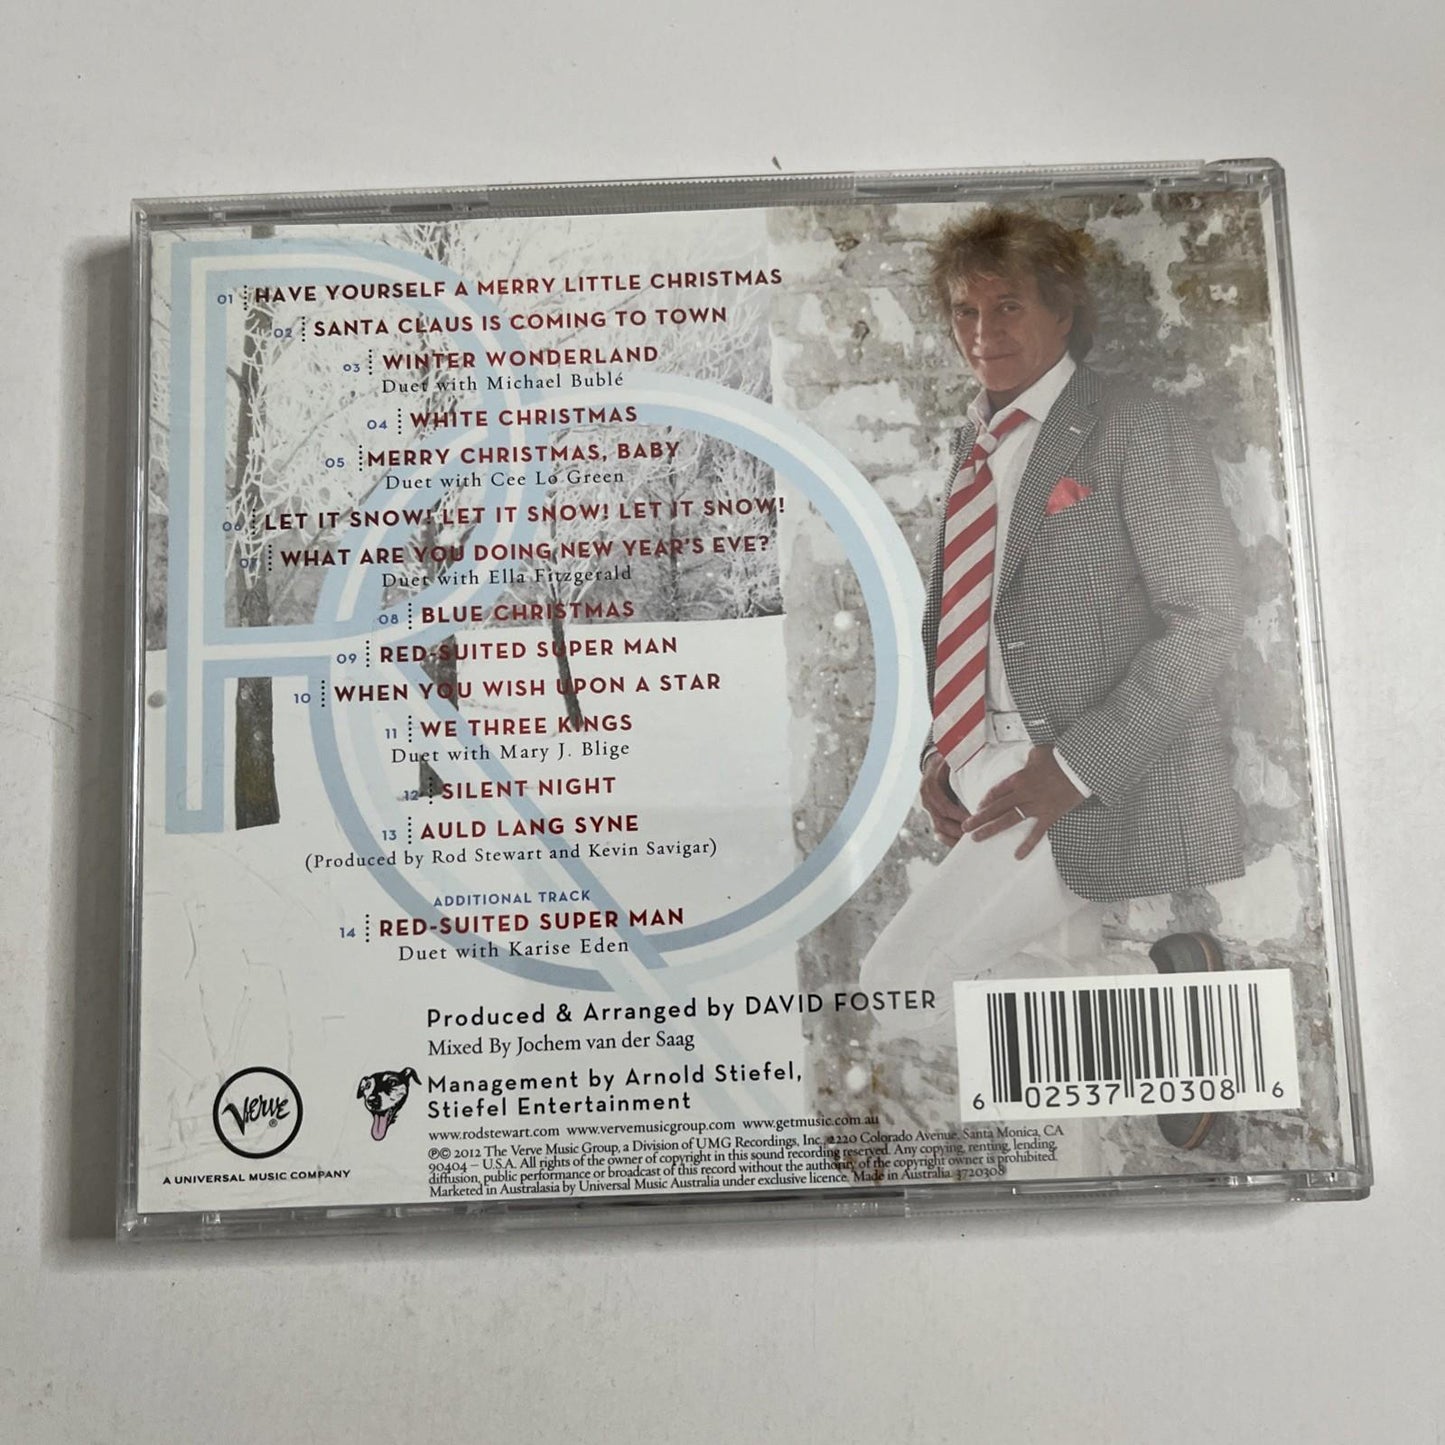 01 HAVE YOURSELF A MERRY LITTLE CHRISTMAS
02 SANTA CLAUS IS COMING TO TOWN
03 WINTER WONDERLAND
Duet with Michael Bublé
04 WHITE CHRISTMAS
05 MERRY CHRISTMAS, BABY
Duet with Cee Lo Green
06 LET IT SNOW! LET IT SNOW! LET IT SNOW!
07 WHAT ARE YOU DOING NEW YEAR'S EVE?
Duet with Ella Fitzgerald
08 BLUE CHRISTMAS
09 RED-SUITED SUPER MAN
10 WHEN YOU WISH UPON A STAR
11 WE THREE KINGS
Duet with Mary J. Blige
12 SILENT NIGHT
13 AULD LANG SYNE
(Produced by Rod Stewart and Kevin Savigar)
ADDITIONAL TRACK
14 RED-SUITED SUPER MAN
Duet with Karise Eden
Produced & Arranged by DAVID FOSTER
Mixed By Jochem van der Saag
Management by Arnold Stiefel,
Stiefel Entertainment
www.rodstewart.com www.vervemusicgroup.com www.getmusic.com.au
℗© 2012 The Verve Music Group, a Division of UMG Recordings, Inc. 2220 Colorado Avenue, Santa Monica, CA
90404 – U.S.A. All rights of the owner of copyright in this sound recording reserved. Any copying, renting, lending,
diffusion, public performance or broadcast of this record without the authority of the copyright owner is prohibited.
Marketed in Australasia by Universal Music Australia under exclusive licence. Made in Australia. 3720308
Verve®
A UNIVERSAL MUSIC COMPANY
6 02537 20308 6